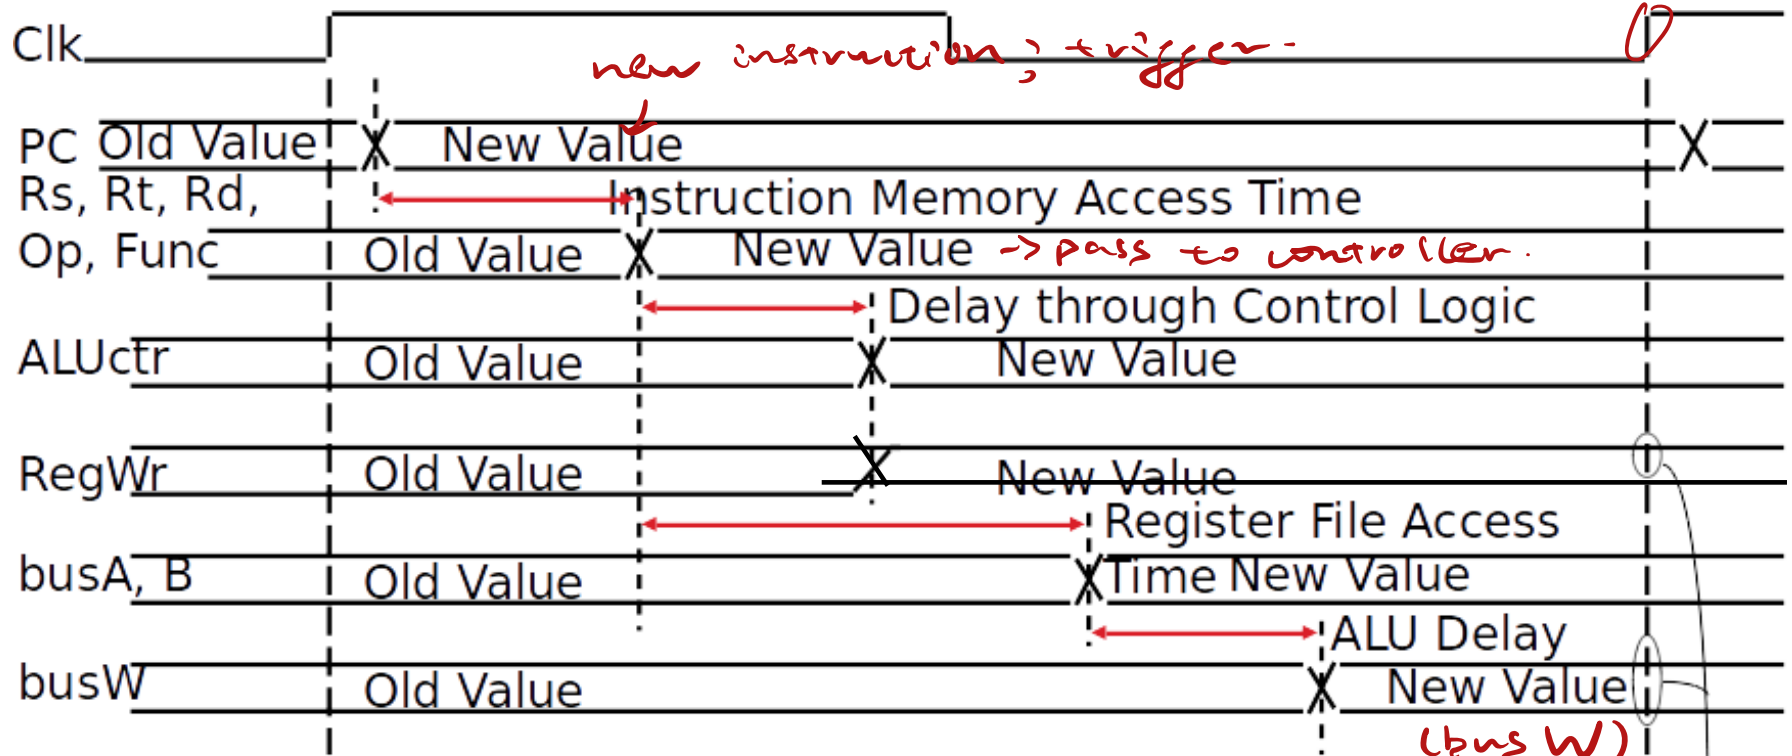 Clk
new instruction; trigger.
PC Old Value New Value
Rs, Rt, Rd, Instruction Memory Access Time
Op, Func Old Value New Value -> pass to controller.
Delay through Control Logic
ALUctr Old Value New Value
RegWr Old Value New Value
Register File Access
busA, B Old Value Time New Value
ALU Delay
busW Old Value New Value
(bus W)